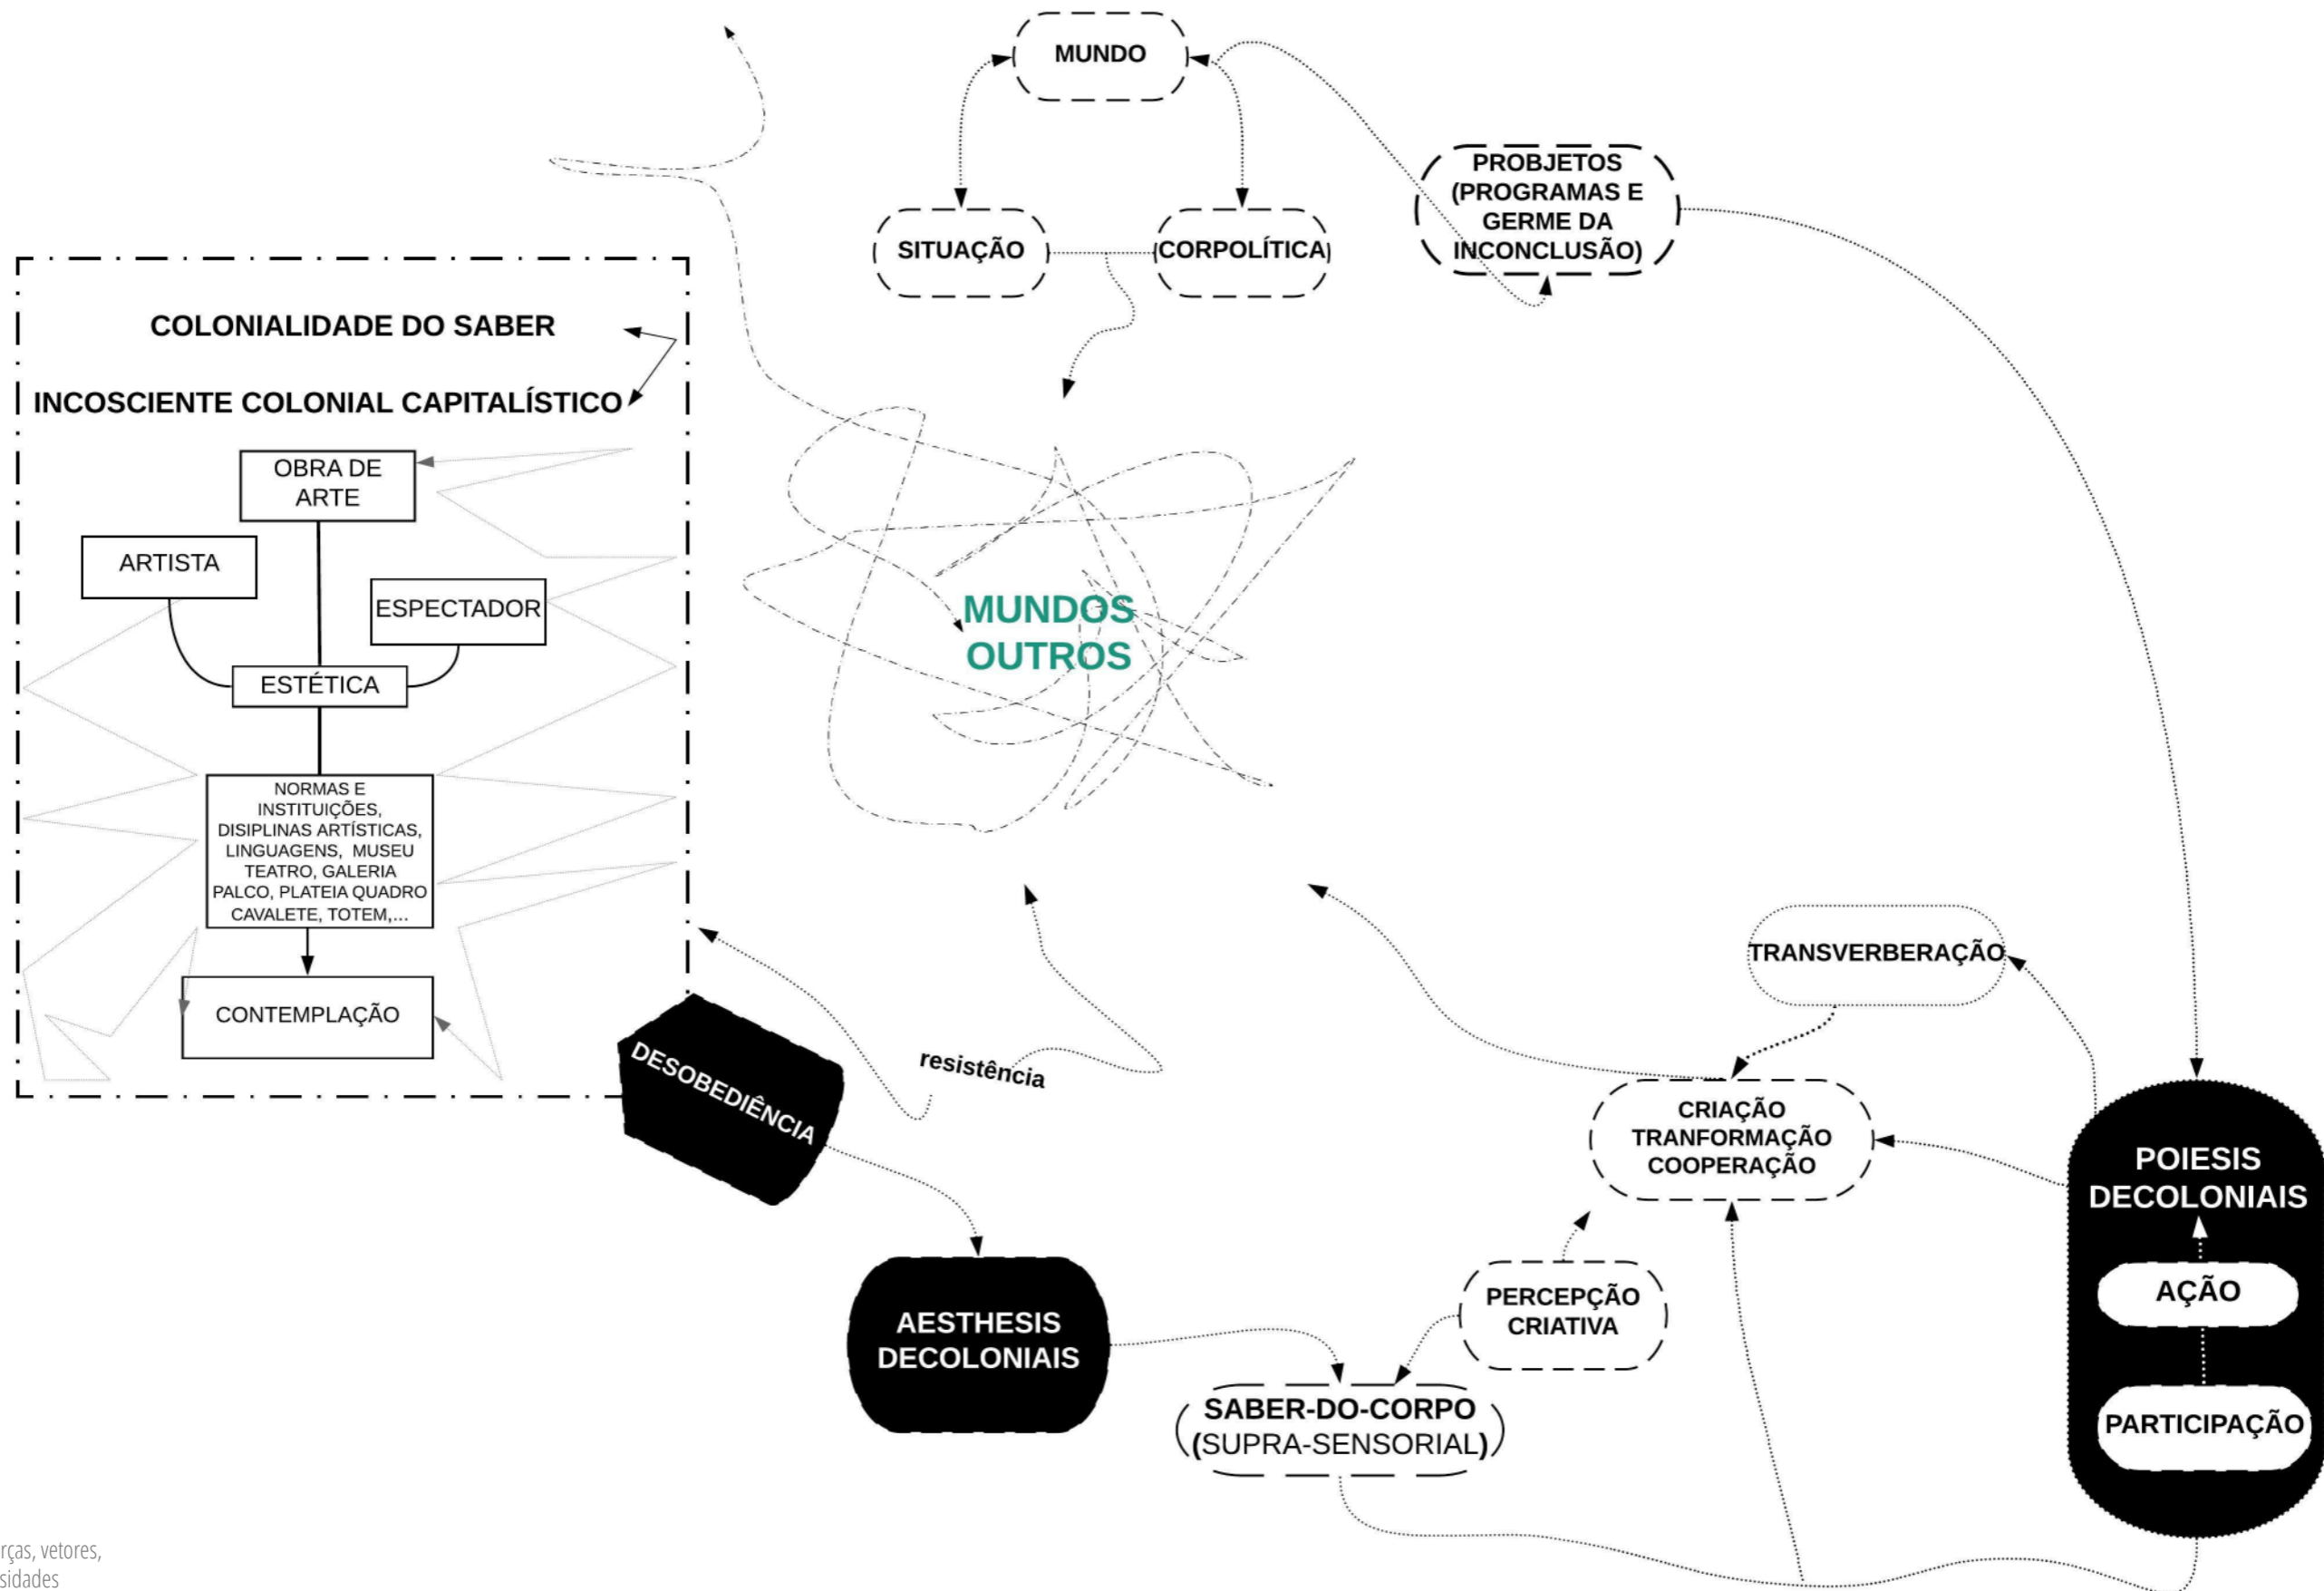 MUNDO
SITUAÇÃO
CORPOLÍTICA
PROBJETOS
(PROGRAMAS E
GERME DA
INCONCLUSÃO)
COLONIALIDADE DO SABER
INCOSCIENTE COLONIAL CAPITALÍSTICO
OBRA DE
ARTE
ARTISTA
ESPECTADOR
ESTÉTICA
NORMAS E
INSTITUIÇÕES,
DISIPLINAS ARTÍSTICAS,
LINGUAGENS, MUSEU
TEATRO, GALERIA
PALCO, PLATEIA QUADRO
CAVALETE, TOTEM,...
CONTEMPLAÇÃO
MUNDOS
OUTROS
DESOBEDIÊNCIA
resistência
AESTHESIS
DECOLONIAIS
SABER-DO-CORPO
(SUPRA-SENSORIAL)
PERCEPÇÃO
CRIATIVA
TRANSVERBERAÇÃO
CRIAÇÃO
TRANFORMAÇÃO
COOPERAÇÃO
POIESIS
DECOLONIAIS
AÇÃO
PARTICIPAÇÃO
rças, vetores,
sidades